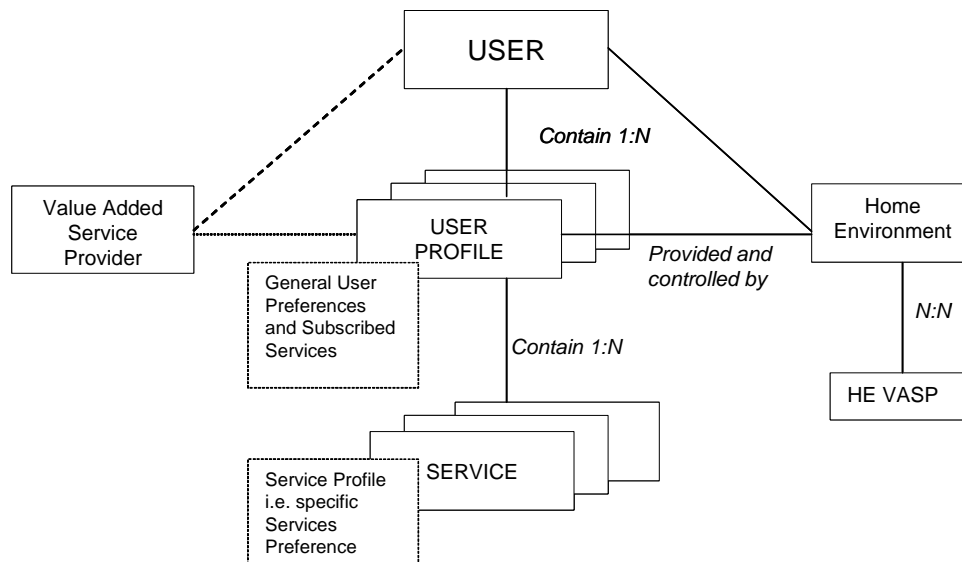 USER
Contain 1:N
Value Added
Service
Provider
USER
PROFILE
Home
Environment
Provided and
controlled by
General User
Preferences
and Subscribed
Services
N:N
Contain 1:N
HE VASP
SERVICE
Service Profile
i.e. specific
Services
Preference